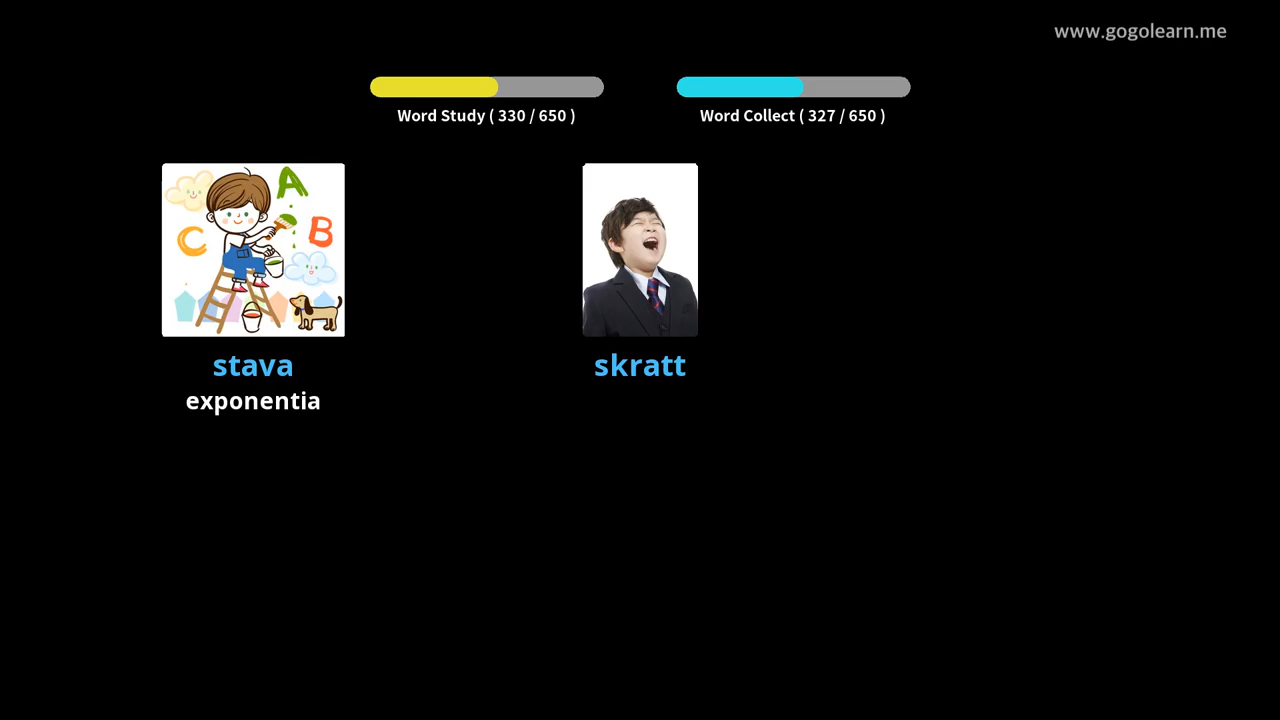 www.gogolearn.me
Word Study ( 330 / 650 )
Word Collect ( 327 / 650 )
A
B
C
stava
exponentia
skratt